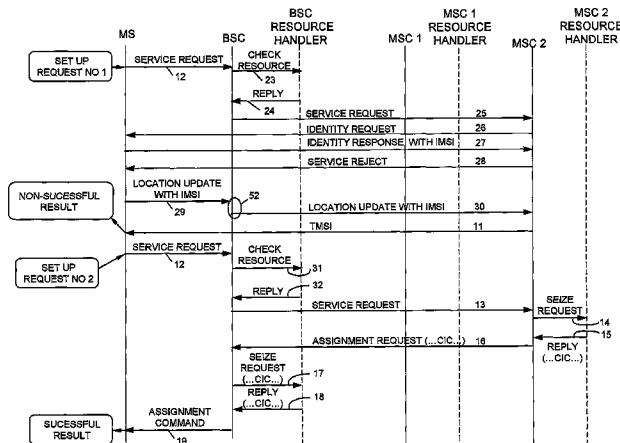 MS
BSC
BSC
RESOURCE
HANDLER
MSC 1
MSC 1
RESOURCE
HANDLER
MSC 2
MSC 2
RESOURCE
HANDLER
SET UP
REQUEST NO 1
SERVICE REQUEST
12
CHECK
RESOURCE
23
REPLY
24
SERVICE REQUEST 25
IDENTITY REQUEST 26
IDENTITY RESPONSE WITH IMSI 27
SERVICE REJECT 28
NON-SUCESSFUL
RESULT
LOCATION UPDATE
WITH IMSI
29
52
LOCATION UPDATE WITH IMSI 30
TMSI 11
SET UP
REQUEST NO 2
SERVICE REQUEST
12
CHECK
RESOURCE
31
REPLY
32
SERVICE REQUEST 13
SEIZE
REQUEST
14
15
REPLY
(...CIC...)
ASSIGNMENT REQUEST (...CIC...) 16
SEIZE
REQUEST
(...CIC...)
17
REPLY
(...CIC...)
18
SUCESSFUL
RESULT
ASSIGNMENT
COMMAND
19